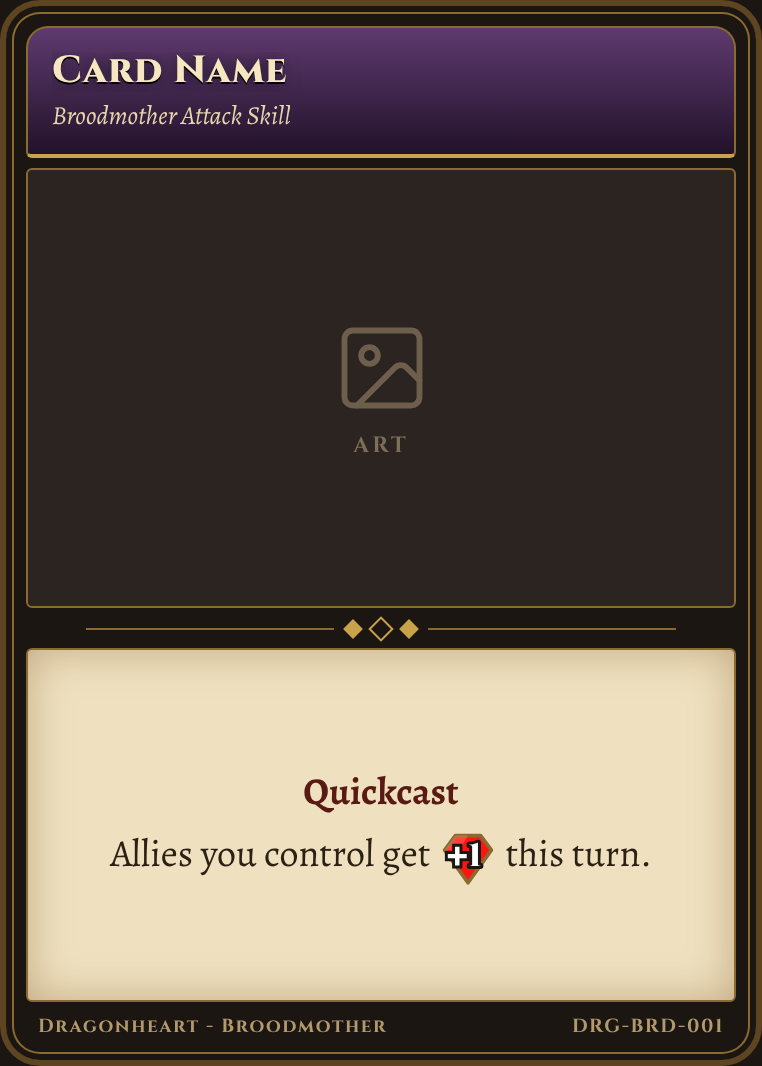 Card Name
Broodmother Attack Skill
ART
Quickcast
Allies you control get +1 this turn.
Dragonheart - Broodmother
DRG-BRD-001